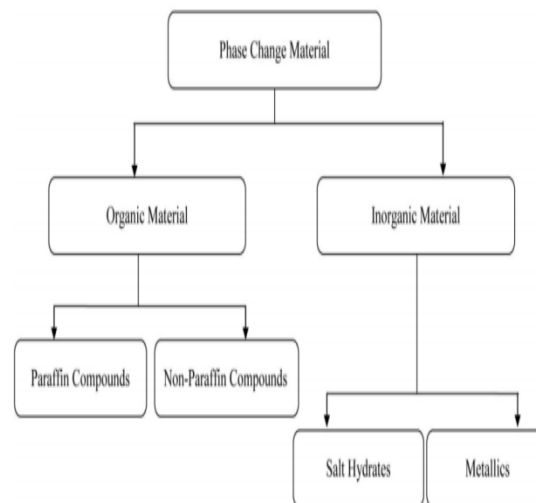 Phase Change Material
Organic Material
Inorganic Material
Paraffin Compounds
Non-Paraffin Compounds
Salt Hydrates
Metallics